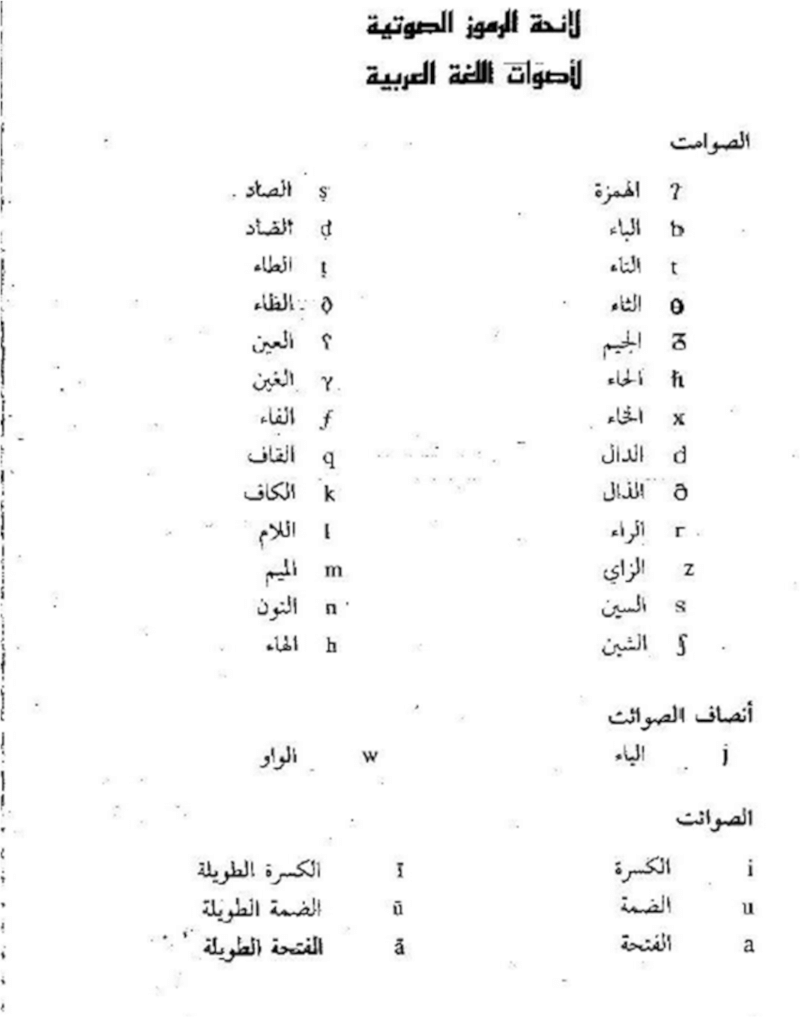 لائحة الرموز الصوتية
لأصوات اللغة العربية
الصوامت
ʔ الهمزة ṣ الصاد
b الباء ḍ الضاد
t التاء ṭ الطاء
θ الثاء ð̣ الظاء
ʒ̄ الجيم ʕ العين
ħ الحاء γ الغين
x الخاء f الفاء
d الدال q القاف
ð الذال k الكاف
r الراء l اللام
z الزاي m الميم
s السين n النون
ʃ الشين h الهاء
أنصاف الصوائت
j الياء w الواو
الصوائت
i الكسرة ī الكسرة الطويلة
u الضمة ū الضمة الطويلة
a الفتحة ā الفتحة الطويلة